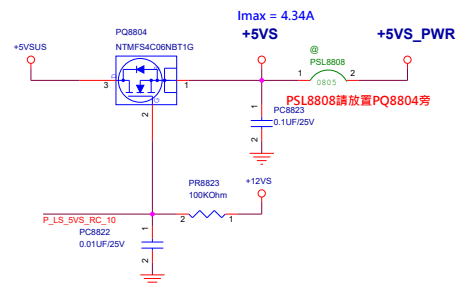 Imax = 4.34A
PQ8804
+5VSUS
NTMFS4C06NBT1G
+5VS
@
PSL8808
+5VS_PWR
D
S
G
3
1
2
1
2
0805
PSL8808請放置PQ8804旁
1
PC8823
0.1UF/25V
2
PR8823
100KOhm
+12VS
P_LS_5VS_RC_10
2
1
PC8822
0.01UF/25V
1
2